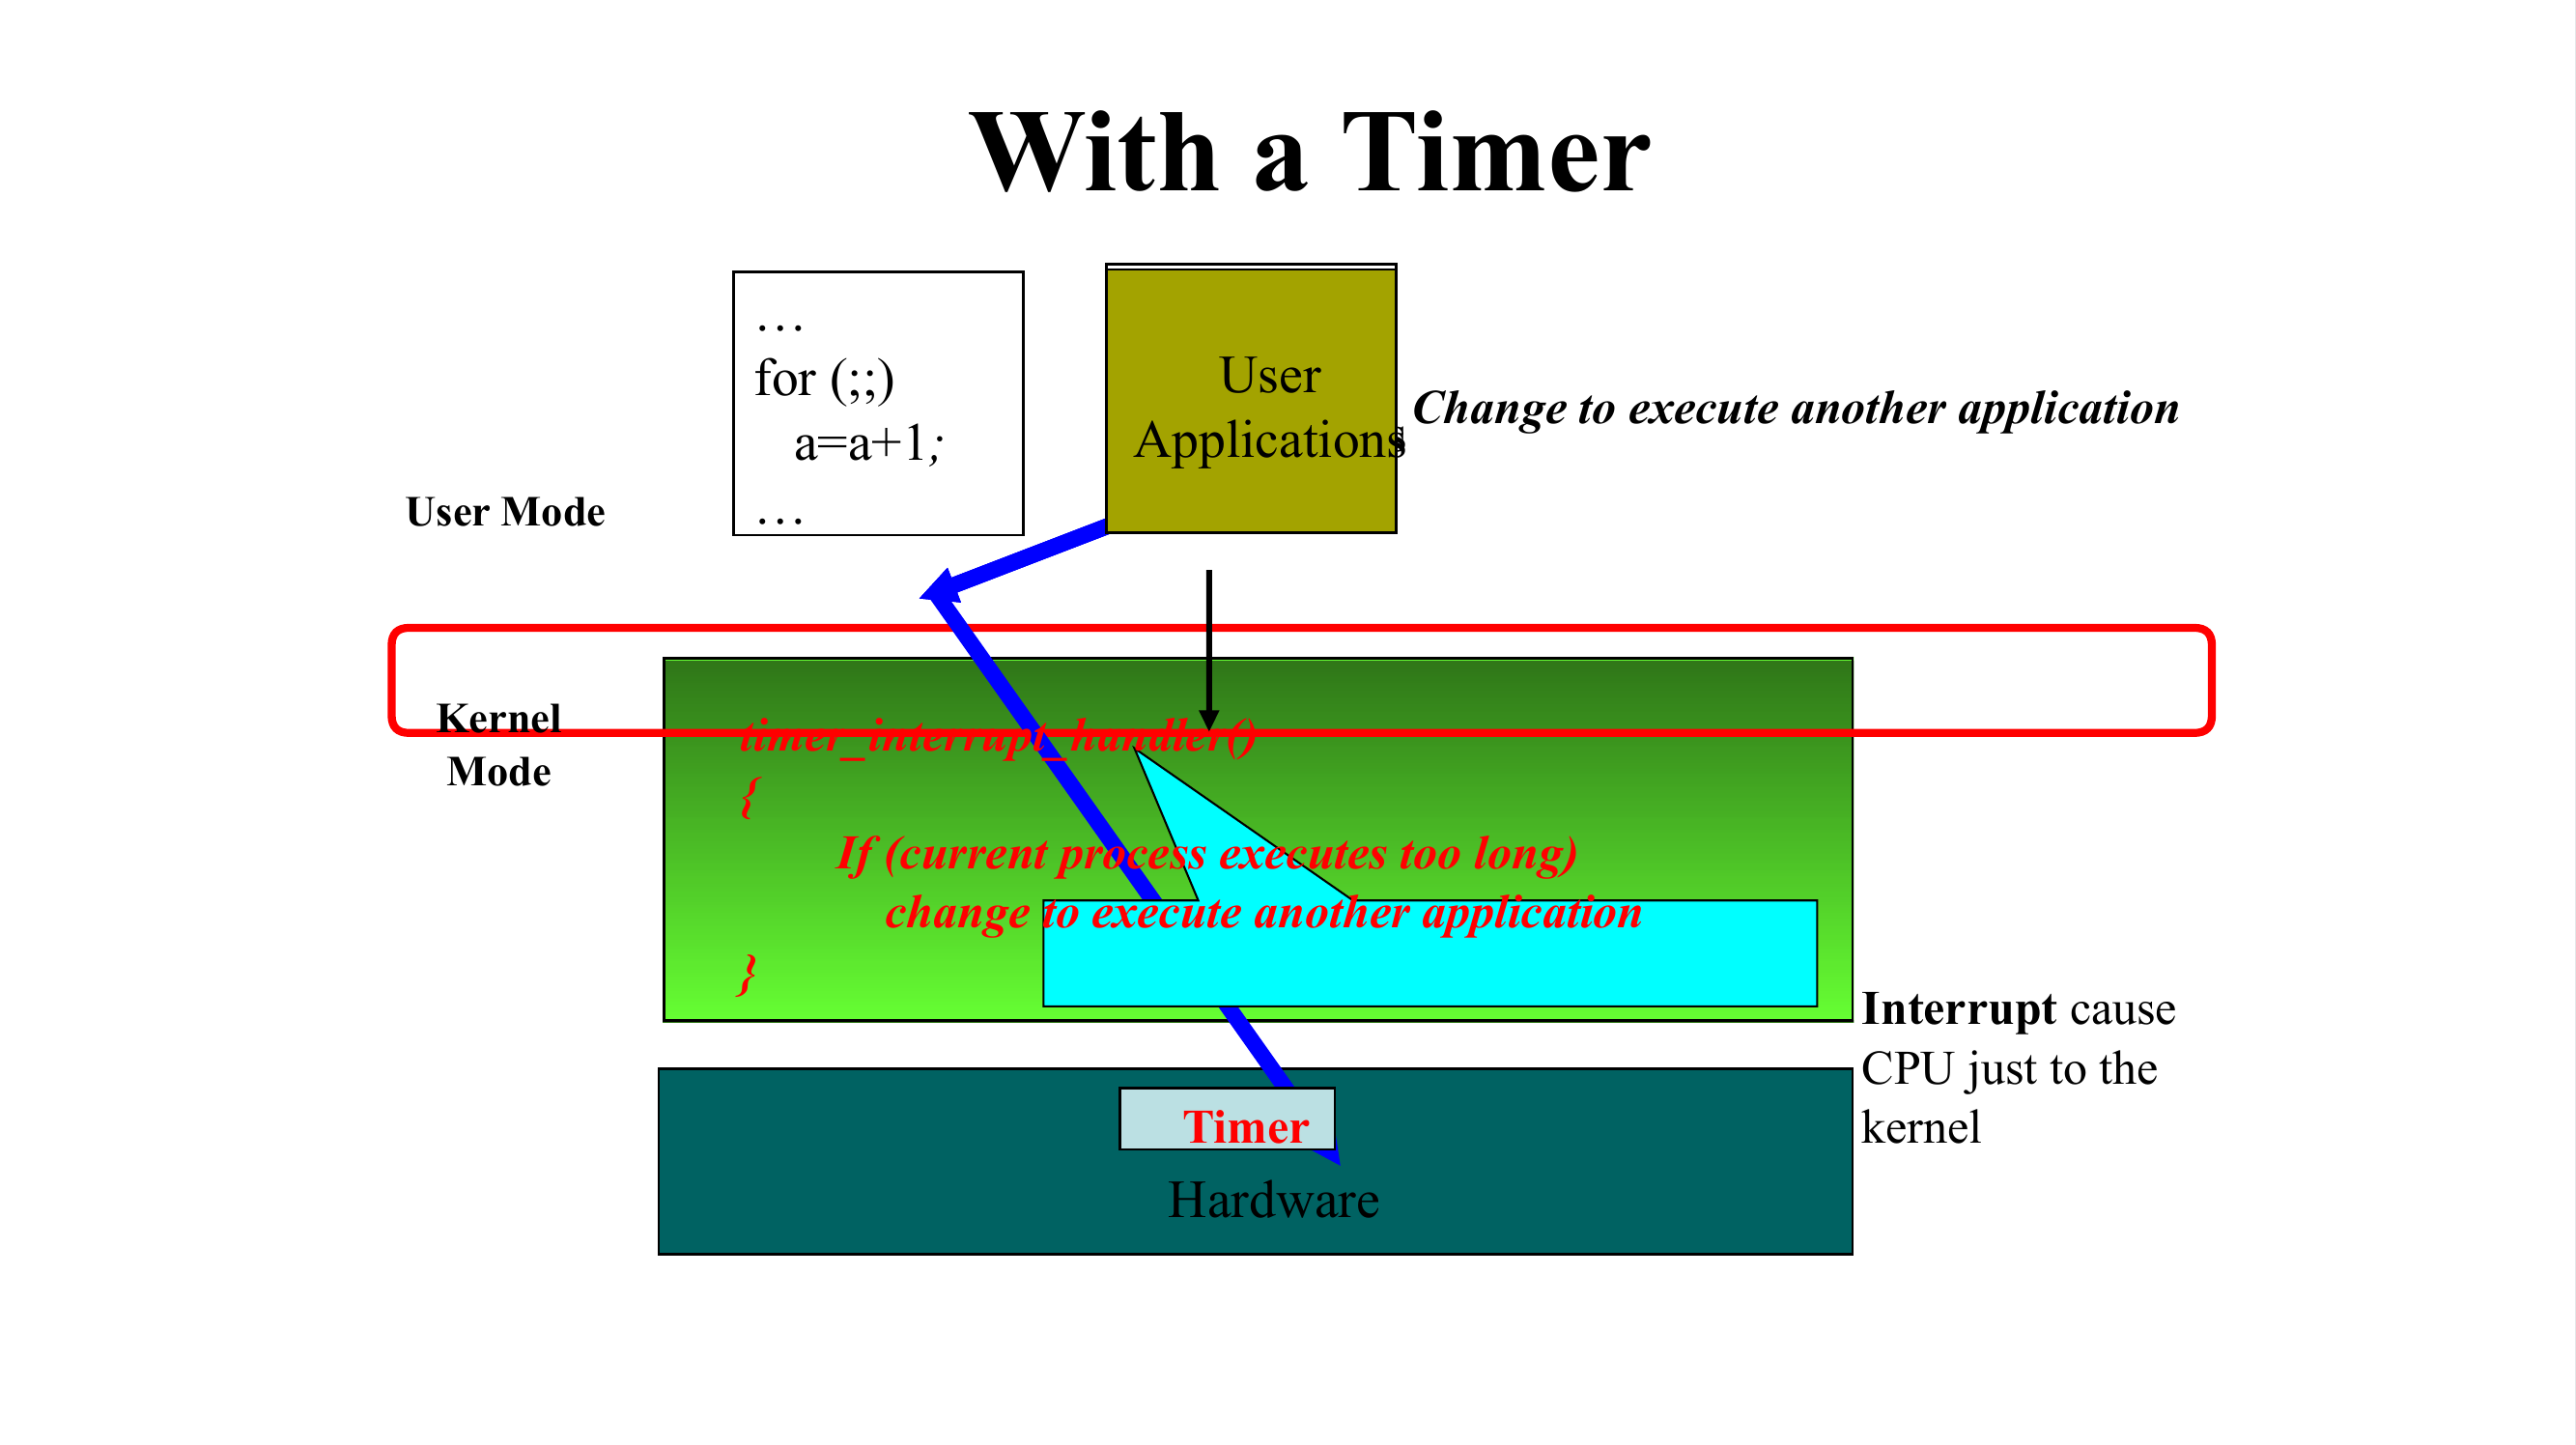 With a Timer
…
for (;;)
a=a+1;
…
User
Applications
Change to execute another application
User Mode
Kernel
Mode
timer_interrupt_handler()
{
If (current process executes too long)
change to execute another application
}
Interrupt cause
CPU just to the
kernel
Timer
Hardware